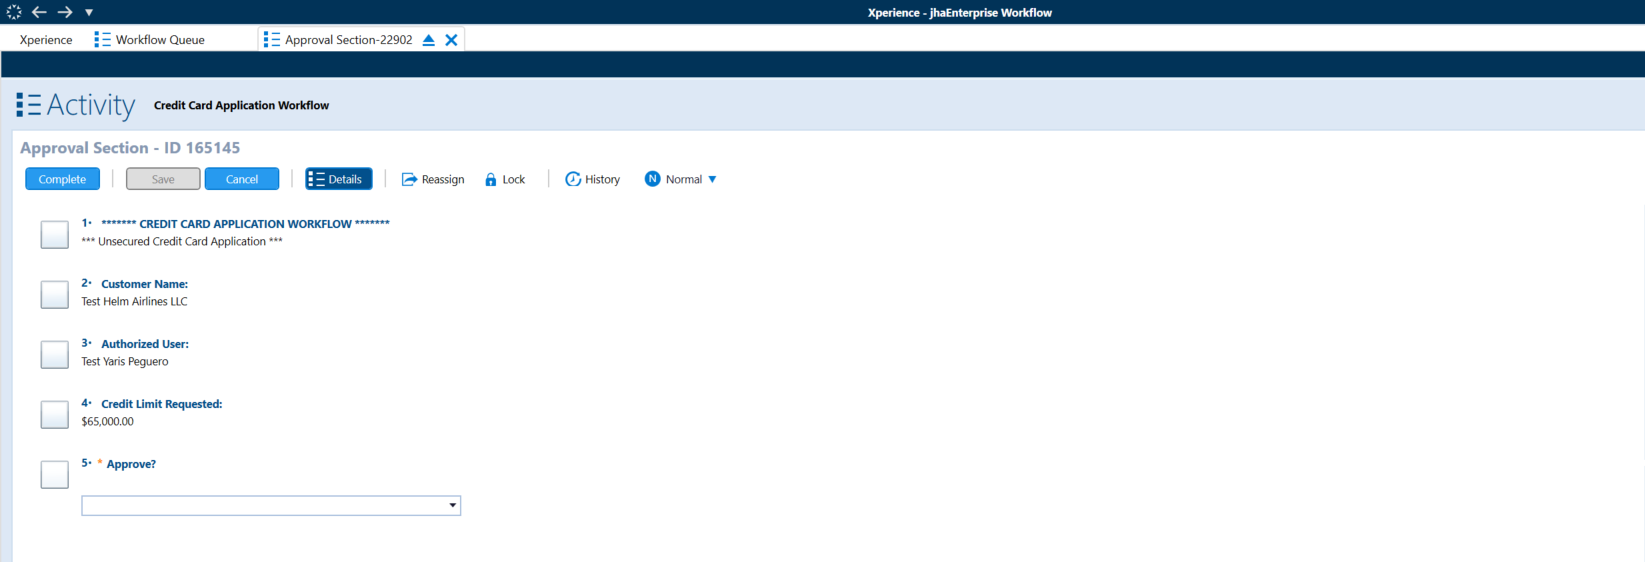 Xperience - jhaEnterprise Workflow
Xperience Workflow Queue Approval Section-22902
Activity Credit Card Application Workflow
Approval Section - ID 165145
Complete Save Cancel Details Reassign Lock History N Normal
1· ******* CREDIT CARD APPLICATION WORKFLOW *******
*** Unsecured Credit Card Application ***
2· Customer Name:
Test Helm Airlines LLC
3· Authorized User:
Test Yaris Peguero
4· Credit Limit Requested:
$65,000.00
5· * Approve?